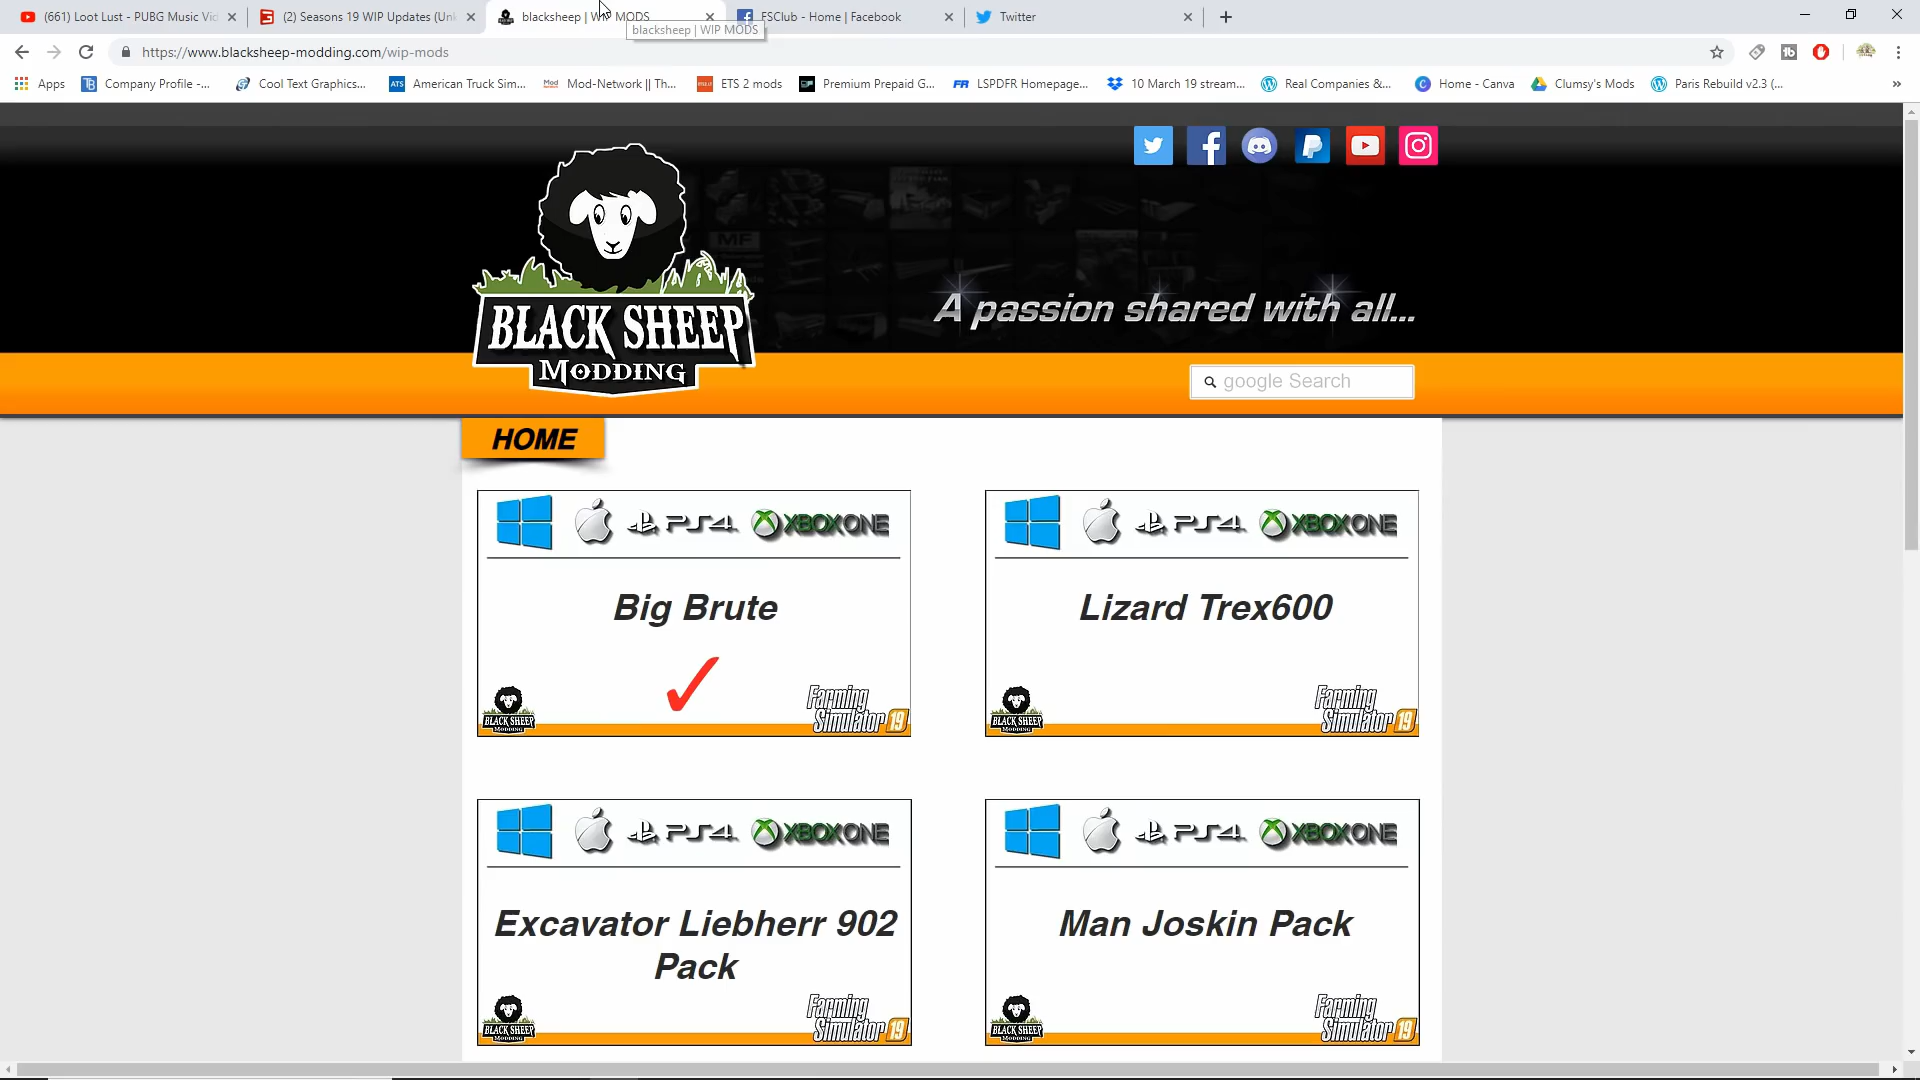 (661) Loot Lust - PUBG Music Vid
(2) Seasons 19 WIP Updates (Unk
blacksheep | WIP MODS
FSClub - Home | Facebook
Twitter
blacksheep | WIP MODS
https://www.blacksheep-modding.com/wip-mods
Apps
Company Profile -...
Cool Text Graphics...
ATS
American Truck Sim...
Mod
Mod-Network || Th...
ETS 2 mods
Premium Prepaid G...
LSPDFR Homepage...
10 March 19 stream...
Real Companies &...
Home - Canva
Clumsy's Mods
Paris Rebuild v2.3 (...
»
BLACK SHEEP
MODDING
MF
A passion shared with all...
google Search
HOME
PS4 XBOX ONE
Big Brute
BLACK SHEEP
MODDING
Farming
Simulator 19
PS4 XBOX ONE
Lizard Trex600
BLACK SHEEP
MODDING
Farming
Simulator 19
PS4 XBOX ONE
Excavator Liebherr 902
Pack
BLACK SHEEP
MODDING
Farming
Simulator 19
PS4 XBOX ONE
Man Joskin Pack
BLACK SHEEP
MODDING
Farming
Simulator 19